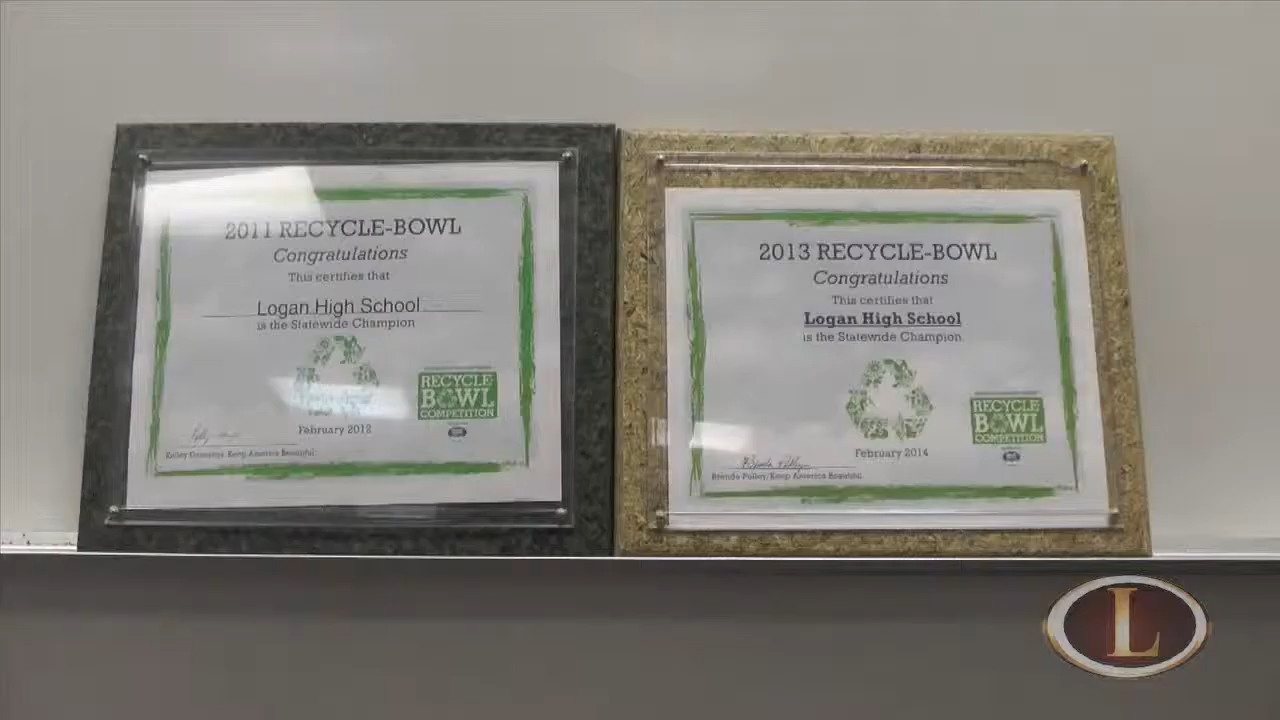 2011 RECYCLE-BOWL
Congratulations
This certifies that
Logan High School
is the Statewide Champion
RECYCLE
BOWL
COMPETITION
February 2012
Keep America Beautiful
2013 RECYCLE-BOWL
Congratulations
This certifies that
Logan High School
is the Statewide Champion
RECYCLE
BOWL
COMPETITION
February 2014
Brenda Pulley, Keep America Beautiful
L